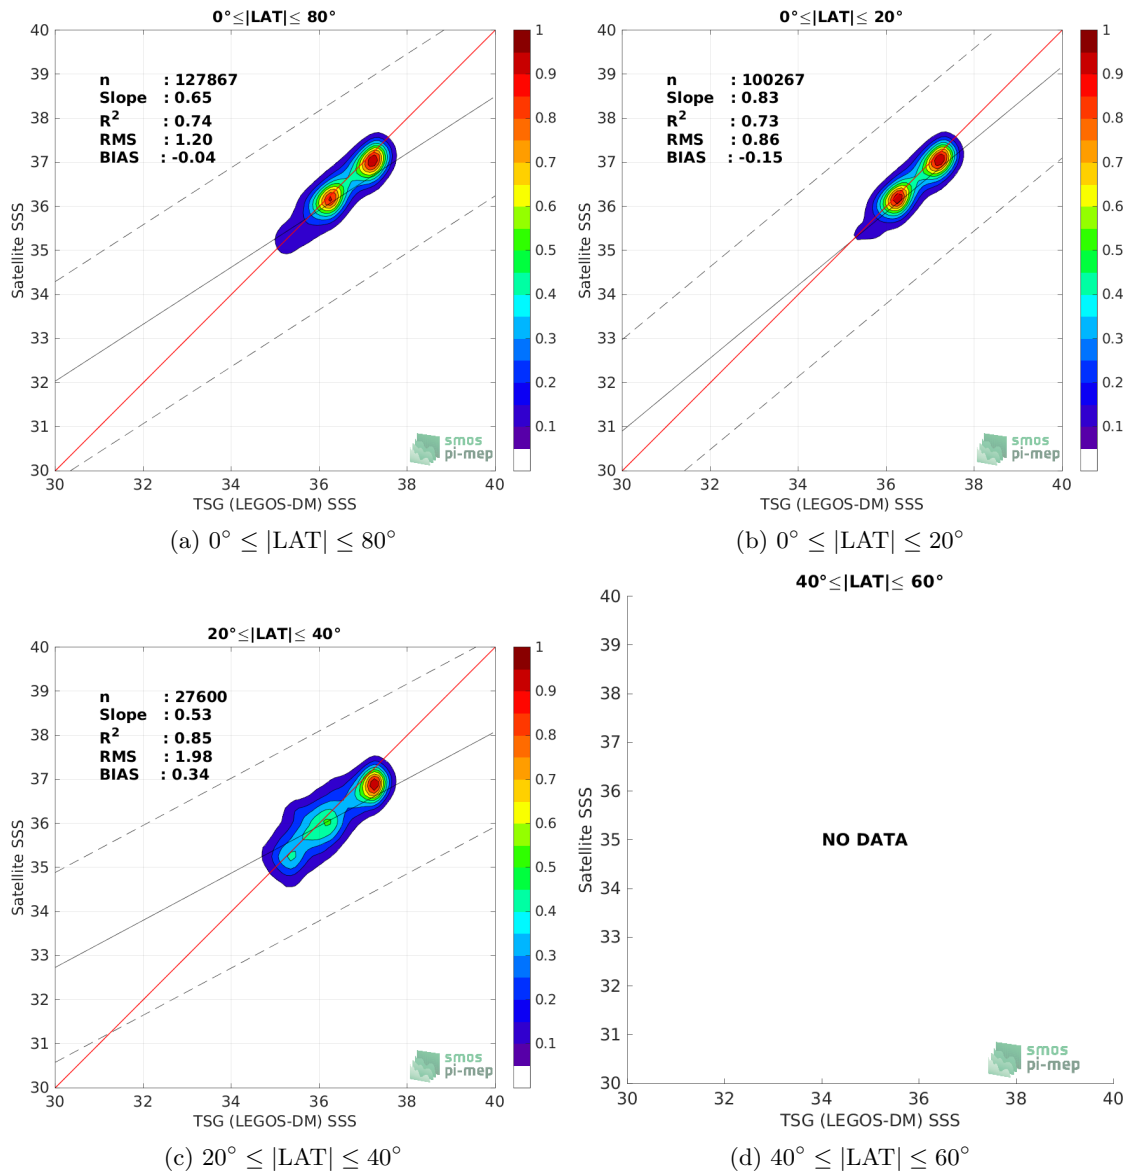 0°≤|LAT|≤ 80°
40
39
38
37
36
35
34
33
32
31
30
Satellite SSS
n : 127867
Slope : 0.65
R² : 0.74
RMS : 1.20
BIAS : -0.04
smos
pi-mep
30 32 34 36 38 40
TSG (LEGOS-DM) SSS
1
0.9
0.8
0.7
0.6
0.5
0.4
0.3
0.2
0.1
(a) 0° ≤ |LAT| ≤ 80°
0°≤|LAT|≤ 20°
40
39
38
37
36
35
34
33
32
31
30
Satellite SSS
n : 100267
Slope : 0.83
R² : 0.73
RMS : 0.86
BIAS : -0.15
smos
pi-mep
30 32 34 36 38 40
TSG (LEGOS-DM) SSS
1
0.9
0.8
0.7
0.6
0.5
0.4
0.3
0.2
0.1
(b) 0° ≤ |LAT| ≤ 20°
20°≤|LAT|≤ 40°
40
39
38
37
36
35
34
33
32
31
30
Satellite SSS
n : 27600
Slope : 0.53
R² : 0.85
RMS : 1.98
BIAS : 0.34
smos
pi-mep
30 32 34 36 38 40
TSG (LEGOS-DM) SSS
1
0.9
0.8
0.7
0.6
0.5
0.4
0.3
0.2
0.1
(c) 20° ≤ |LAT| ≤ 40°
40°≤|LAT|≤ 60°
40
39
38
37
36
35
34
33
32
31
30
Satellite SSS
NO DATA
smos
pi-mep
30 32 34 36 38 40
TSG (LEGOS-DM) SSS
(d) 40° ≤ |LAT| ≤ 60°